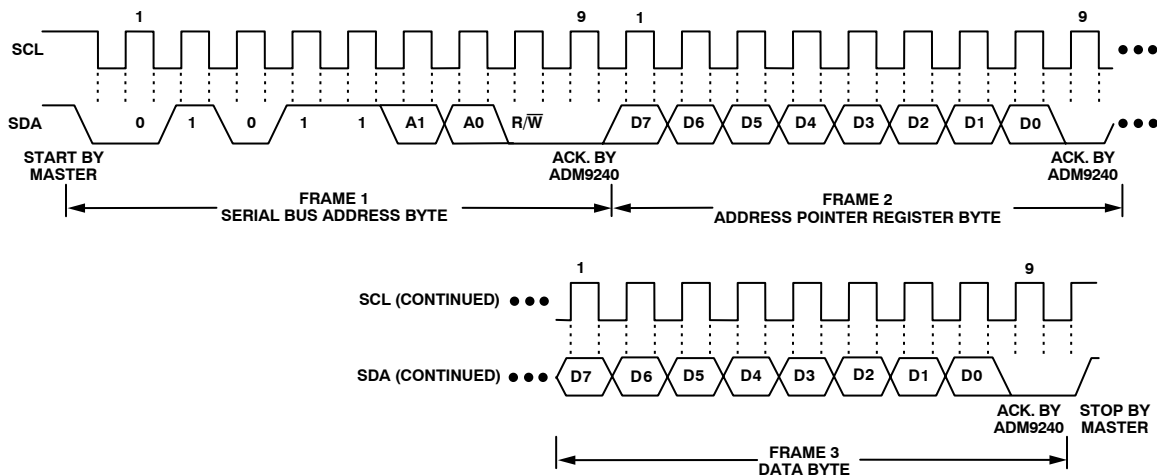 1 9 1 9
SCL
SDA 0 1 0 1 1 A1 A0 R/W̅ D7 D6 D5 D4 D3 D2 D1 D0
START BY MASTER
ACK. BY ADM9240
ACK. BY ADM9240
FRAME 1
SERIAL BUS ADDRESS BYTE
FRAME 2
ADDRESS POINTER REGISTER BYTE
1 9
SCL (CONTINUED)
SDA (CONTINUED) D7 D6 D5 D4 D3 D2 D1 D0
ACK. BY ADM9240
STOP BY MASTER
FRAME 3
DATA BYTE